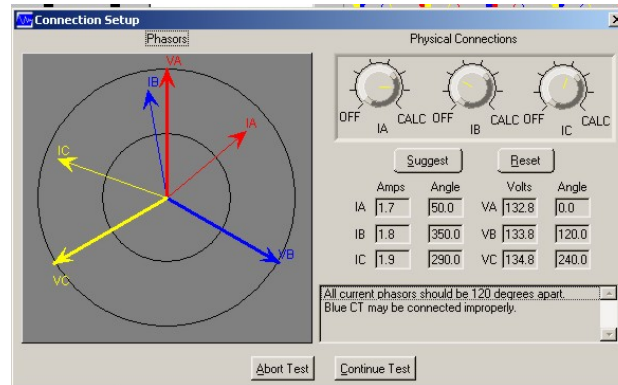 Connection Setup
Phasors
VA
IB
IA
IC
VC
VB
Physical Connections
OFF IA CALC OFF IB CALC OFF IC CALC
Suggest Reset
Amps Angle Volts Angle
IA 1.7 50.0 VA 132.8 0.0
IB 1.8 350.0 VB 133.8 120.0
IC 1.9 290.0 VC 134.8 240.0
All current phasors should be 120 degrees apart.
Blue CT may be connected improperly.
Abort Test Continue Test